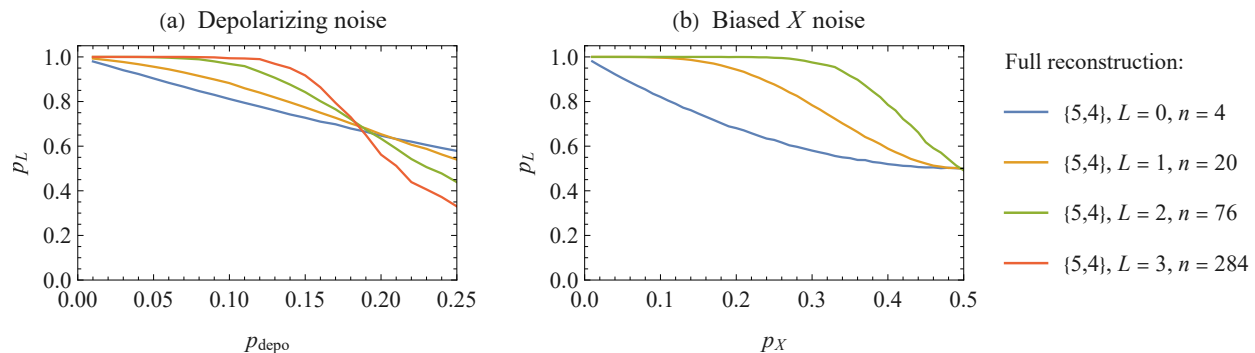 (a) Depolarizing noise
1.0
0.8
0.6
0.4
0.2
0.0
p_L
0.00 0.05 0.10 0.15 0.20 0.25
p_depo
(b) Biased X noise
1.0
0.8
0.6
0.4
0.2
0.0
p_L
0.0 0.1 0.2 0.3 0.4 0.5
p_X
Full reconstruction:
{5,4}, L = 0, n = 4
{5,4}, L = 1, n = 20
{5,4}, L = 2, n = 76
{5,4}, L = 3, n = 284